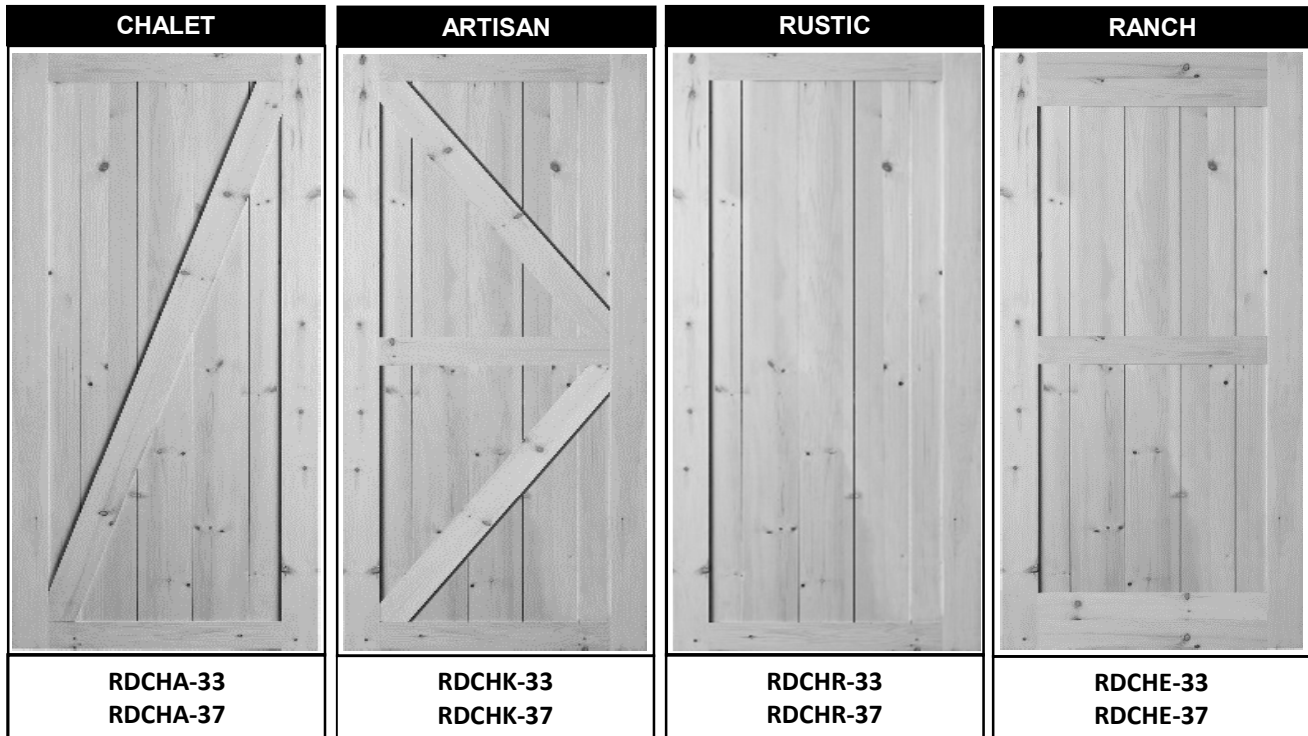 CHALET
RDCHA-33
RDCHA-37
ARTISAN
RDCHK-33
RDCHK-37
RUSTIC
RDCHR-33
RDCHR-37
RANCH
RDCHE-33
RDCHE-37